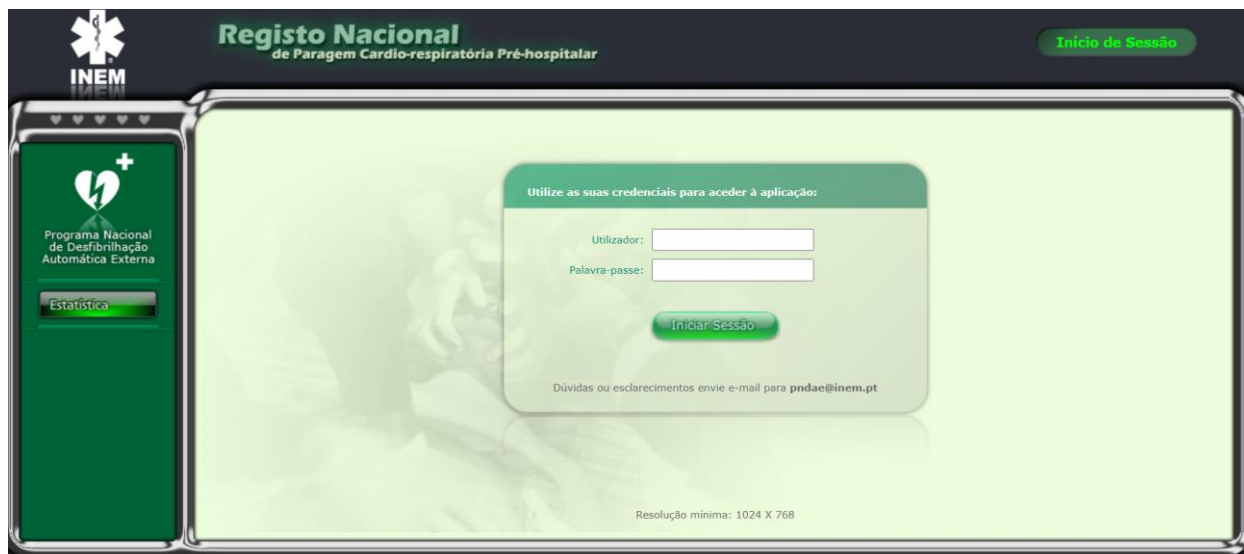 INEM
Registo Nacional
de Paragem Cardio-respiratória Pré-hospitalar
Início de Sessão
Programa Nacional
de Desfibrilhação
Automática Externa
Estatística
Utilize as suas credenciais para aceder à aplicação:
Utilizador:
Palavra-passe:
Iniciar Sessão
Dúvidas ou esclarecimentos envie e-mail para pndae@inem.pt
Resolução mínima: 1024 X 768